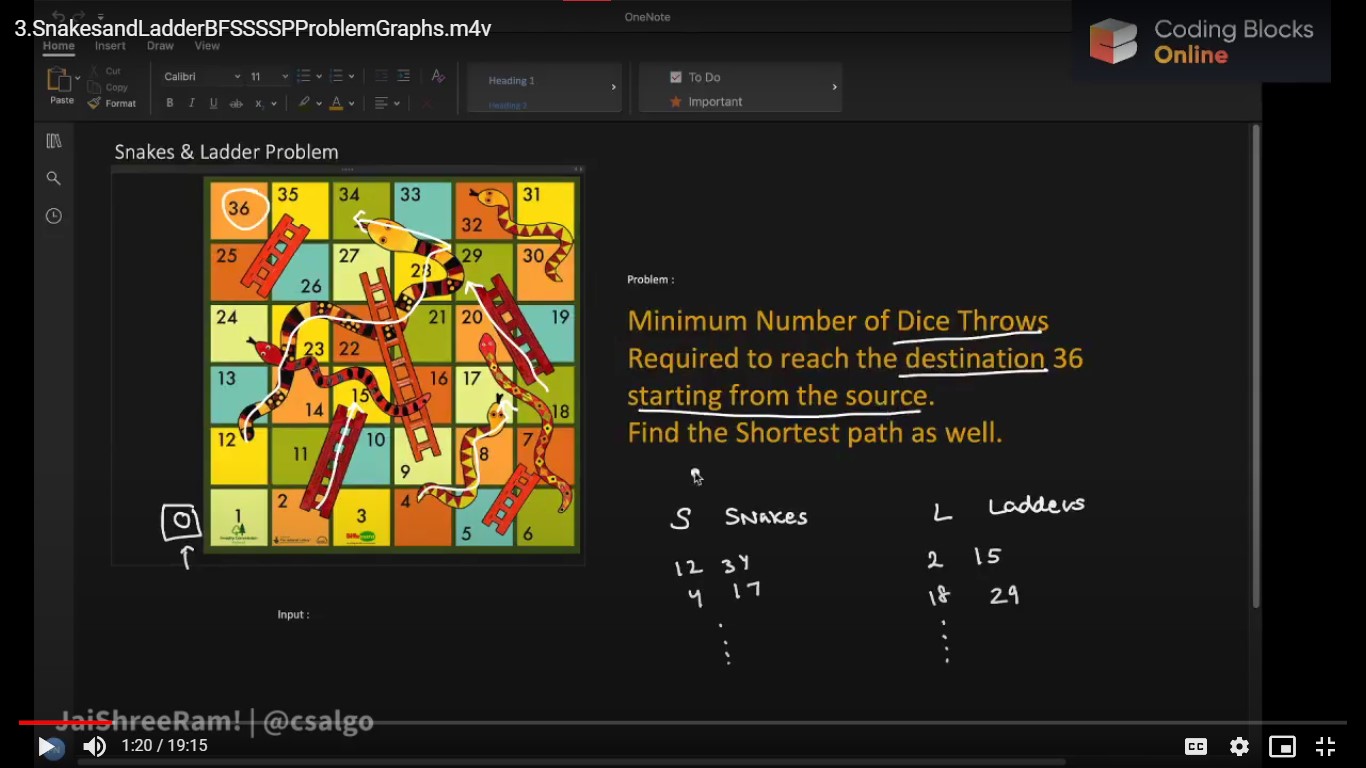 3.SnakesandLadderBFSSSSPProblemGraphs.m4v
OneNote
Coding Blocks
Online
Home Insert Draw View
Paste
Cut
Copy
Format
Calibri 11
B I U ab x
Heading 1
Heading 2
To Do
Important
Snakes & Ladder Problem
36 35 34 33 32 31
25 26 27 28 29 30
24 23 22 21 20 19
13 14 15 16 17 18
12 11 10 9 8 7
O 1 2 3 4 5 6
Problem :
Minimum Number of Dice Throws
Required to reach the destination 36
starting from the source.
Find the Shortest path as well.
S Snakes
12 34
4 17
L Ladders
2 15
18 29
Input :
JaiShreeRam! | @csalgo
1:20 / 19:15
CC